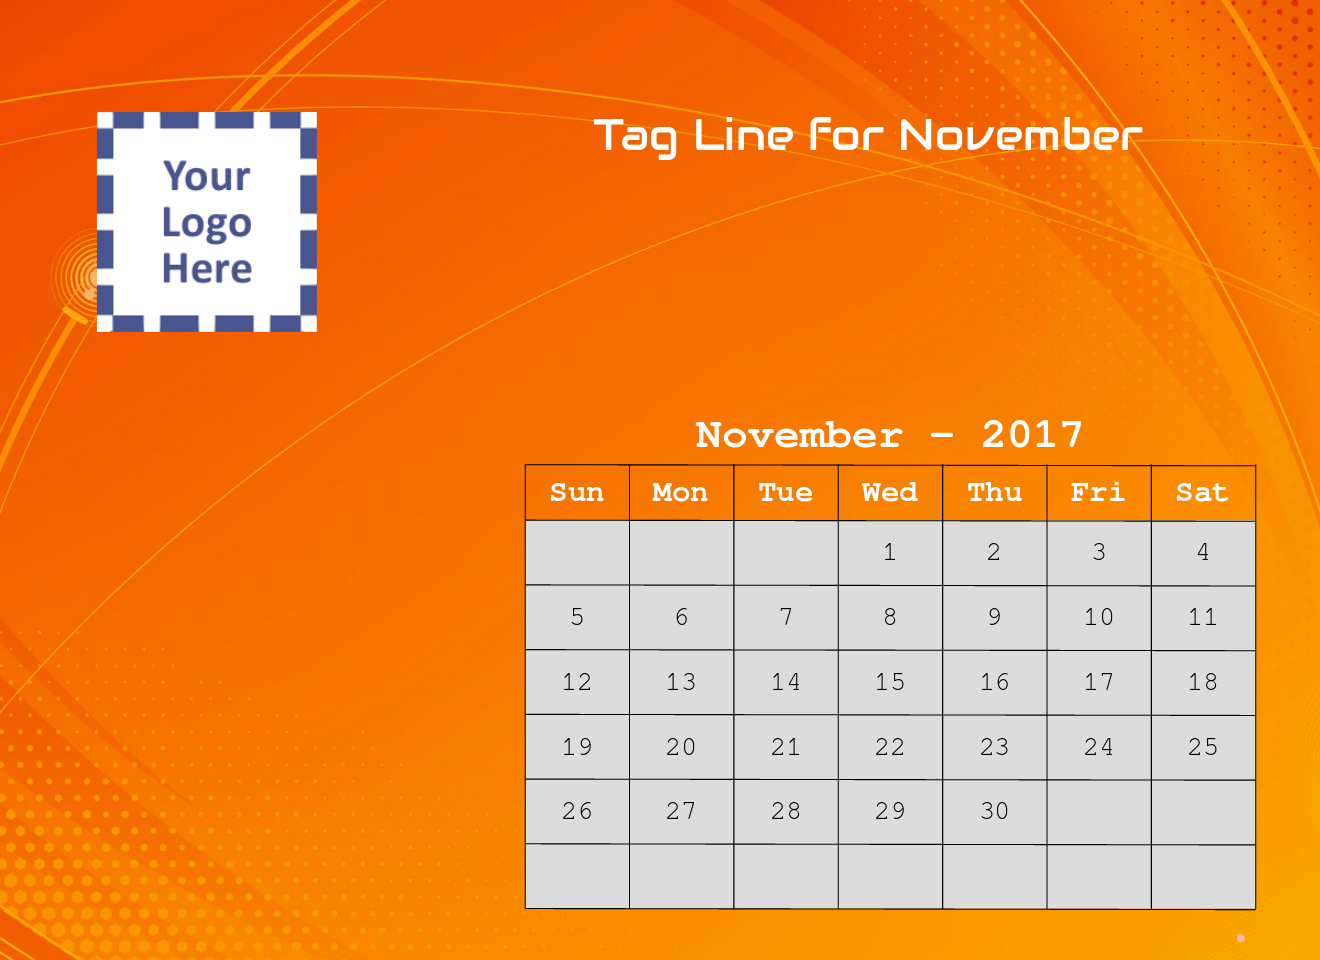 Your
Logo
Here
Tag Line for November
November - 2017
Sun Mon Tue Wed Thu Fri Sat
1 2 3 4
5 6 7 8 9 10 11
12 13 14 15 16 17 18
19 20 21 22 23 24 25
26 27 28 29 30